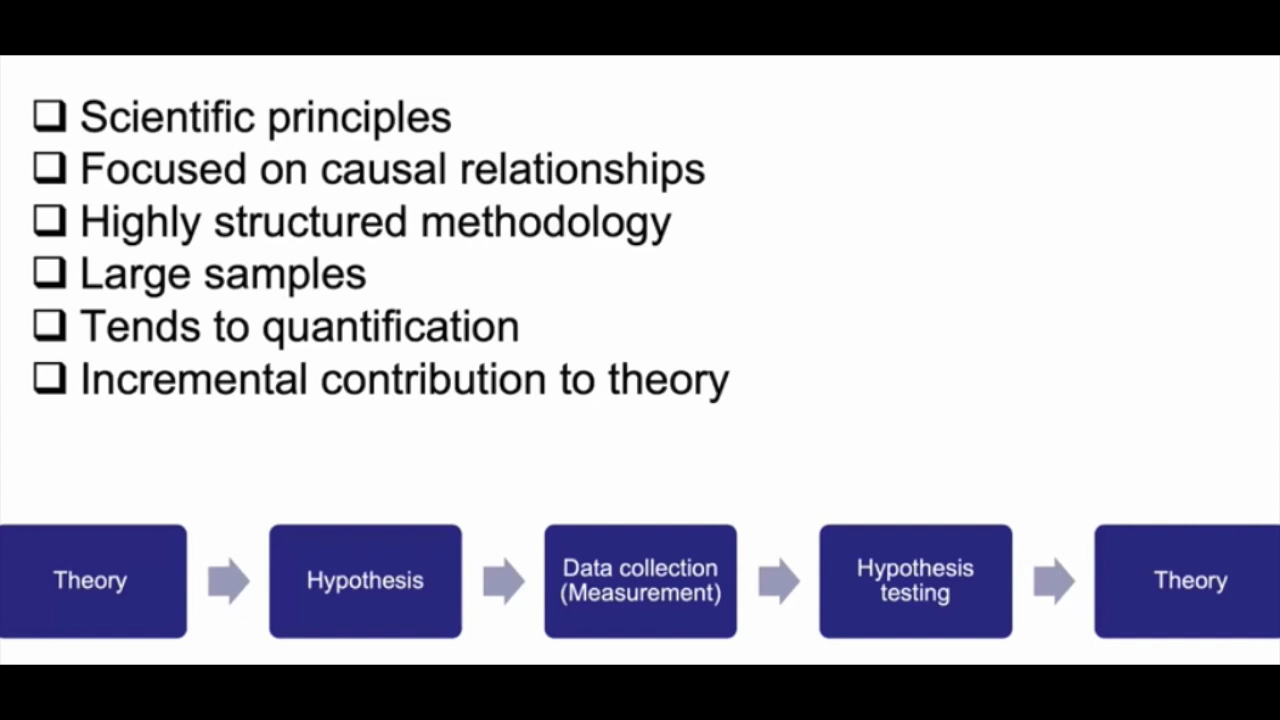 Scientific principles
Focused on causal relationships
Highly structured methodology
Large samples
Tends to quantification
Incremental contribution to theory
Theory
Hypothesis
Data collection
(Measurement)
Hypothesis
testing
Theory